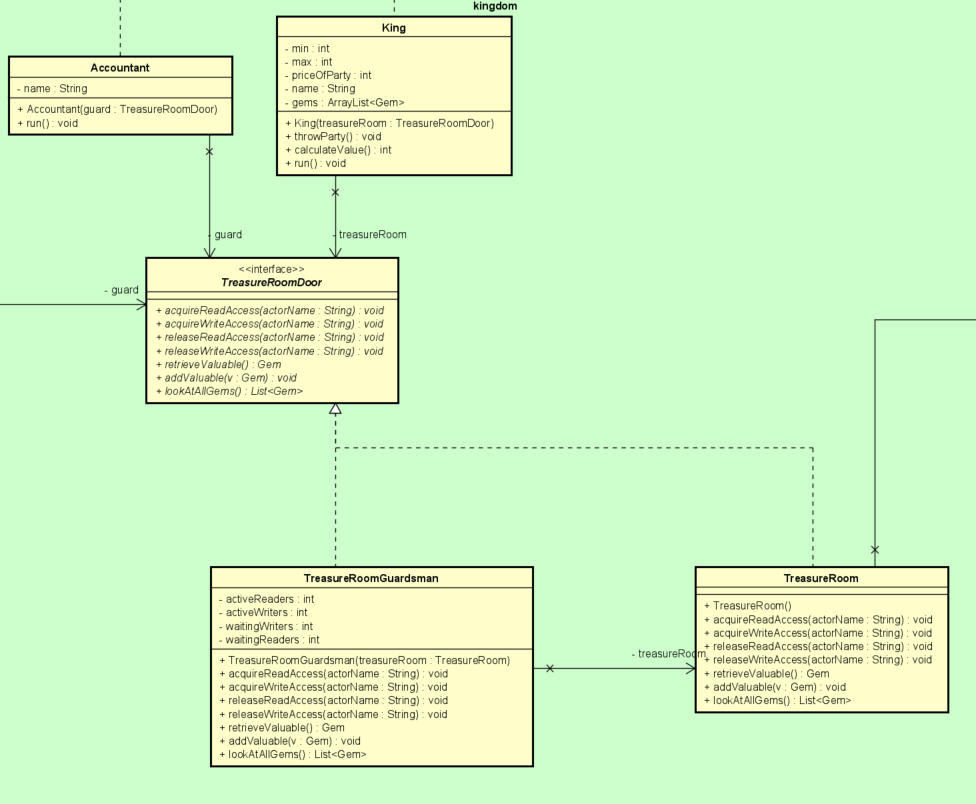 kingdom
King
- min : int
- max : int
- priceOfParty : int
- name : String
- gems : ArrayList<Gem>
+ King(treasureRoom : TreasureRoomDoor)
+ throwParty() : void
+ calculateValue() : int
+ run() : void
Accountant
- name : String
+ Accountant(guard : TreasureRoomDoor)
+ run() : void
- guard
- treasureRoom
- guard
<<interface>>
TreasureRoomDoor
+ acquireReadAccess(actorName : String) : void
+ acquireWriteAccess(actorName : String) : void
+ releaseReadAccess(actorName : String) : void
+ releaseWriteAccess(actorName : String) : void
+ retrieveValuable() : Gem
+ addValuable(v : Gem) : void
+ lookAtAllGems() : List<Gem>
TreasureRoomGuardsman
- activeReaders : int
- activeWriters : int
- waitingWriters : int
- waitingReaders : int
+ TreasureRoomGuardsman(treasureRoom : TreasureRoom)
+ acquireReadAccess(actorName : String) : void
+ acquireWriteAccess(actorName : String) : void
+ releaseReadAccess(actorName : String) : void
+ releaseWriteAccess(actorName : String) : void
+ retrieveValuable() : Gem
+ addValuable(v : Gem) : void
+ lookAtAllGems() : List<Gem>
- treasureRoom
TreasureRoom
+ TreasureRoom()
+ acquireReadAccess(actorName : String) : void
+ acquireWriteAccess(actorName : String) : void
+ releaseReadAccess(actorName : String) : void
+ releaseWriteAccess(actorName : String) : void
+ retrieveValuable() : Gem
+ addValuable(v : Gem) : void
+ lookAtAllGems() : List<Gem>